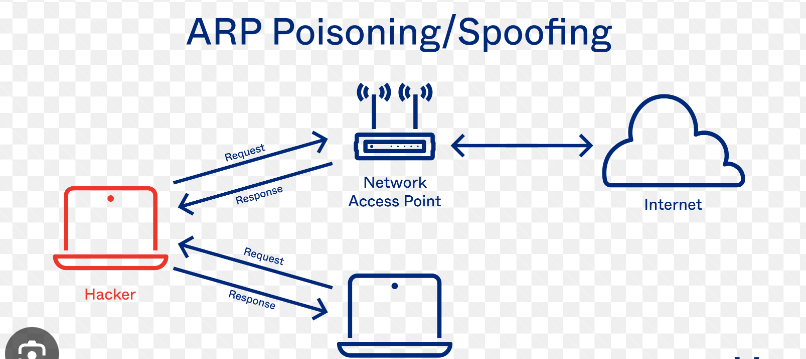 ARP Poisoning/Spoofing
Request
Response
Network
Access Point
Internet
Request
Response
Hacker